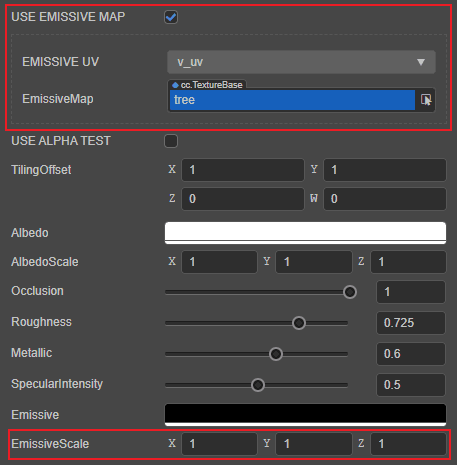 USE EMISSIVE MAP
EMISSIVE UV v_uv
cc.TextureBase
EmissiveMap tree
USE ALPHA TEST
TilingOffset X 1 Y 1
Z 0 W 0
Albedo
AlbedoScale X 1 Y 1 Z 1
Occlusion 1
Roughness 0.725
Metallic 0.6
SpecularIntensity 0.5
Emissive
EmissiveScale X 1 Y 1 Z 1